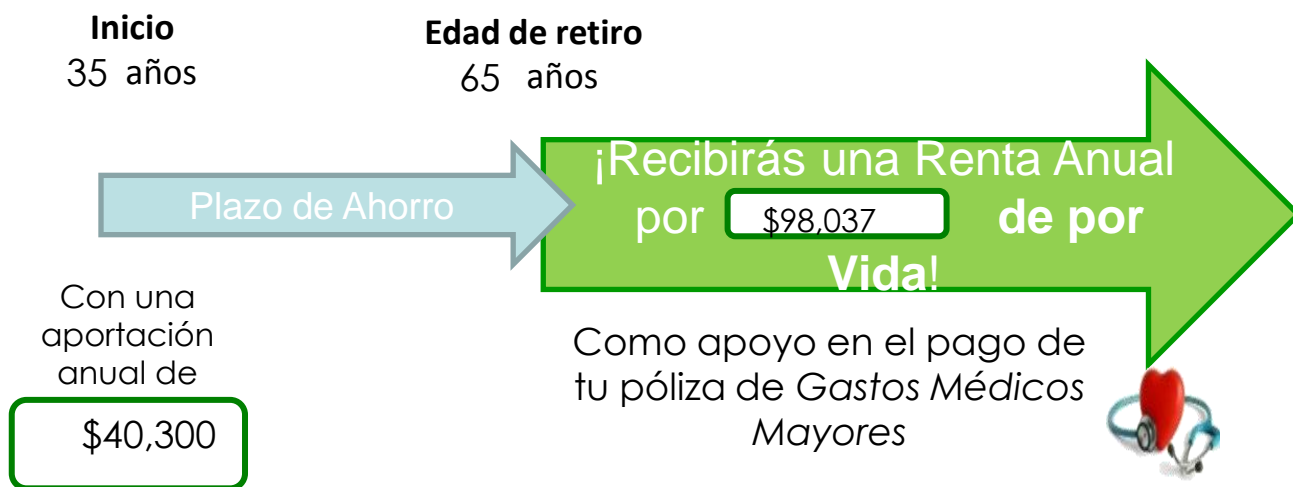 Inicio
35 años
Edad de retiro
65 años
Plazo de Ahorro
¡Recibirás una Renta Anual
por $98,037 de por
Vida!
Con una
aportación
anual de
$40,300
Como apoyo en el pago de
tu póliza de Gastos Médicos
Mayores